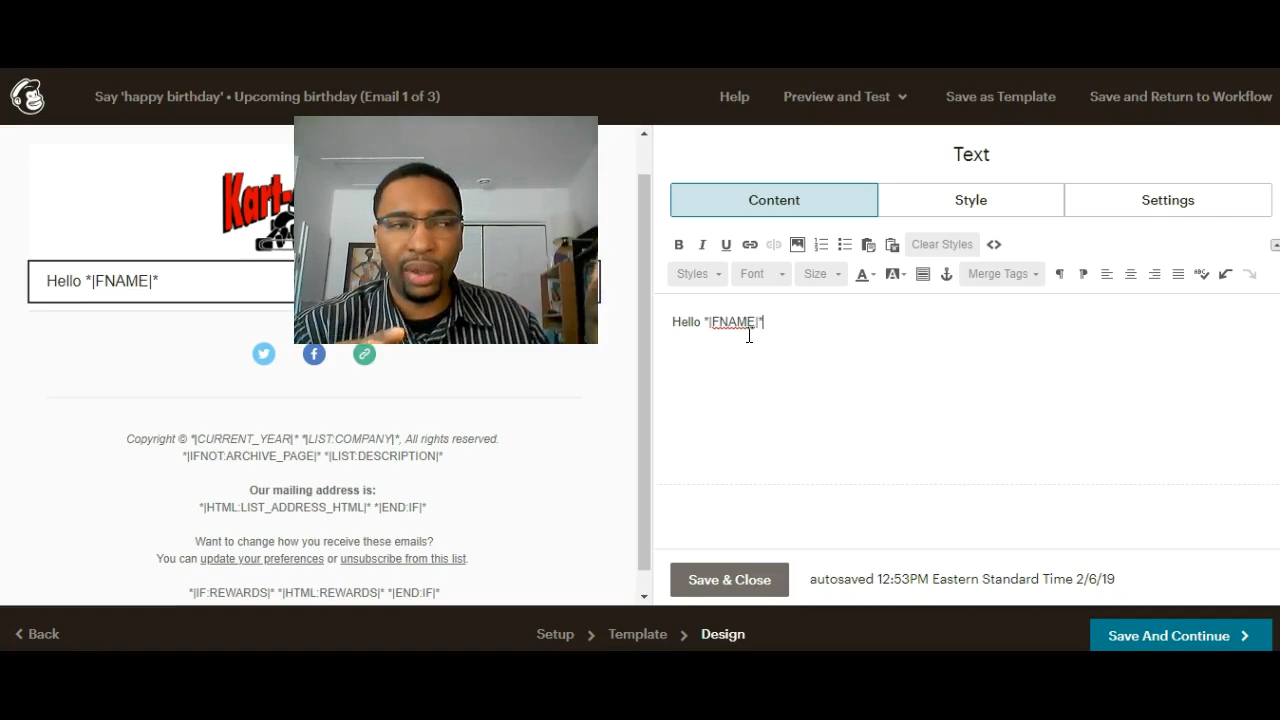 Say 'happy birthday' • Upcoming birthday (Email 1 of 3)
Help
Preview and Test
Save as Template
Save and Return to Workflow
Kart-
Hello *|FNAME|*
Copyright © *|CURRENT_YEAR|* *|LIST:COMPANY|*, All rights reserved.
*|IFNOT:ARCHIVE_PAGE|* *|LIST:DESCRIPTION|*
Our mailing address is:
*|HTML:LIST_ADDRESS_HTML|* *|END:IF|*
Want to change how you receive these emails?
You can update your preferences or unsubscribe from this list.
*|IF:REWARDS|* *|HTML:REWARDS|* *|END:IF|*
Text
Content
Style
Settings
B I U
Clear Styles
Styles
Font
Size
A
A
Merge Tags
ABC
Hello *|FNAME|*
Save & Close
autosaved 12:53PM Eastern Standard Time 2/6/19
Back
Setup
Template
Design
Save And Continue